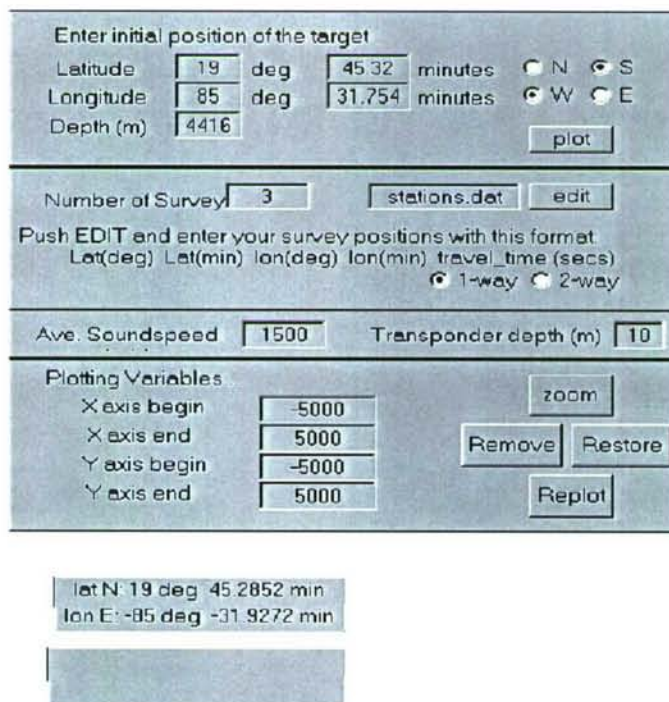 Enter initial position of the target
Latitude 19 deg 45.32 minutes N S
Longitude 85 deg 31.754 minutes W E
Depth (m) 4416
plot
Number of Survey 3 stations.dat edit
Push EDIT and enter your survey positions with this format
Lat(deg) Lat(min) lon(deg) lon(min) travel_time (secs)
1-way 2-way
Ave. Soundspeed 1500 Transponder depth (m) 10
Plotting Variables
X axis begin -5000 zoom
X axis end 5000 Remove Restore
Y axis begin -5000
Y axis end 5000 Replot
lat N: 19 deg 45.2852 min
lon E: -85 deg -31.9272 min